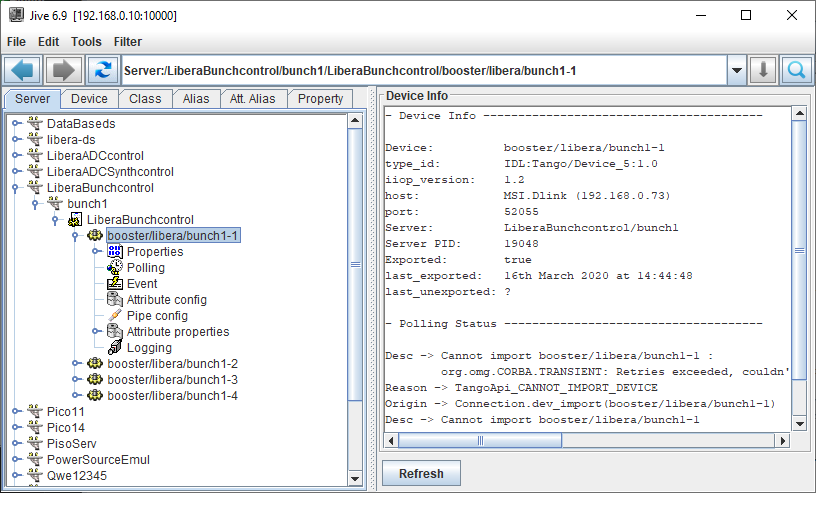 Jive 6.9 [192.168.0.10:10000]
File Edit Tools Filter
Server:/LiberaBunchcontrol/bunch1/LiberaBunchcontrol/booster/libera/bunch1-1
Server Device Class Alias Att. Alias Property
DataBaseds
libera-ds
LiberaADCcontrol
LiberaADCSynthcontrol
LiberaBunchcontrol
bunch1
LiberaBunchcontrol
booster/libera/bunch1-1
Properties
Polling
Event
Attribute config
Pipe config
Attribute properties
Logging
booster/libera/bunch1-2
booster/libera/bunch1-3
booster/libera/bunch1-4
Pico11
Pico14
PisoServ
PowerSourceEmul
Qwe12345
Device Info
- Device Info ----------------------------------------
Device: booster/libera/bunch1-1
type_id: IDL:Tango/Device_5:1.0
iiop_version: 1.2
host: MSI.Dlink (192.168.0.73)
port: 52055
Server: LiberaBunchcontrol/bunch1
Server PID: 19048
Exported: true
last_exported: 16th March 2020 at 14:44:48
last_unexported: ?
- Polling Status -------------------------------------
Desc -> Cannot import booster/libera/bunch1-1 :
org.omg.CORBA.TRANSIENT: Retries exceeded, couldn'
Reason -> TangoApi_CANNOT_IMPORT_DEVICE
Origin -> Connection.dev_import(booster/libera/bunch1-1)
Desc -> Cannot import booster/libera/bunch1-1
Refresh